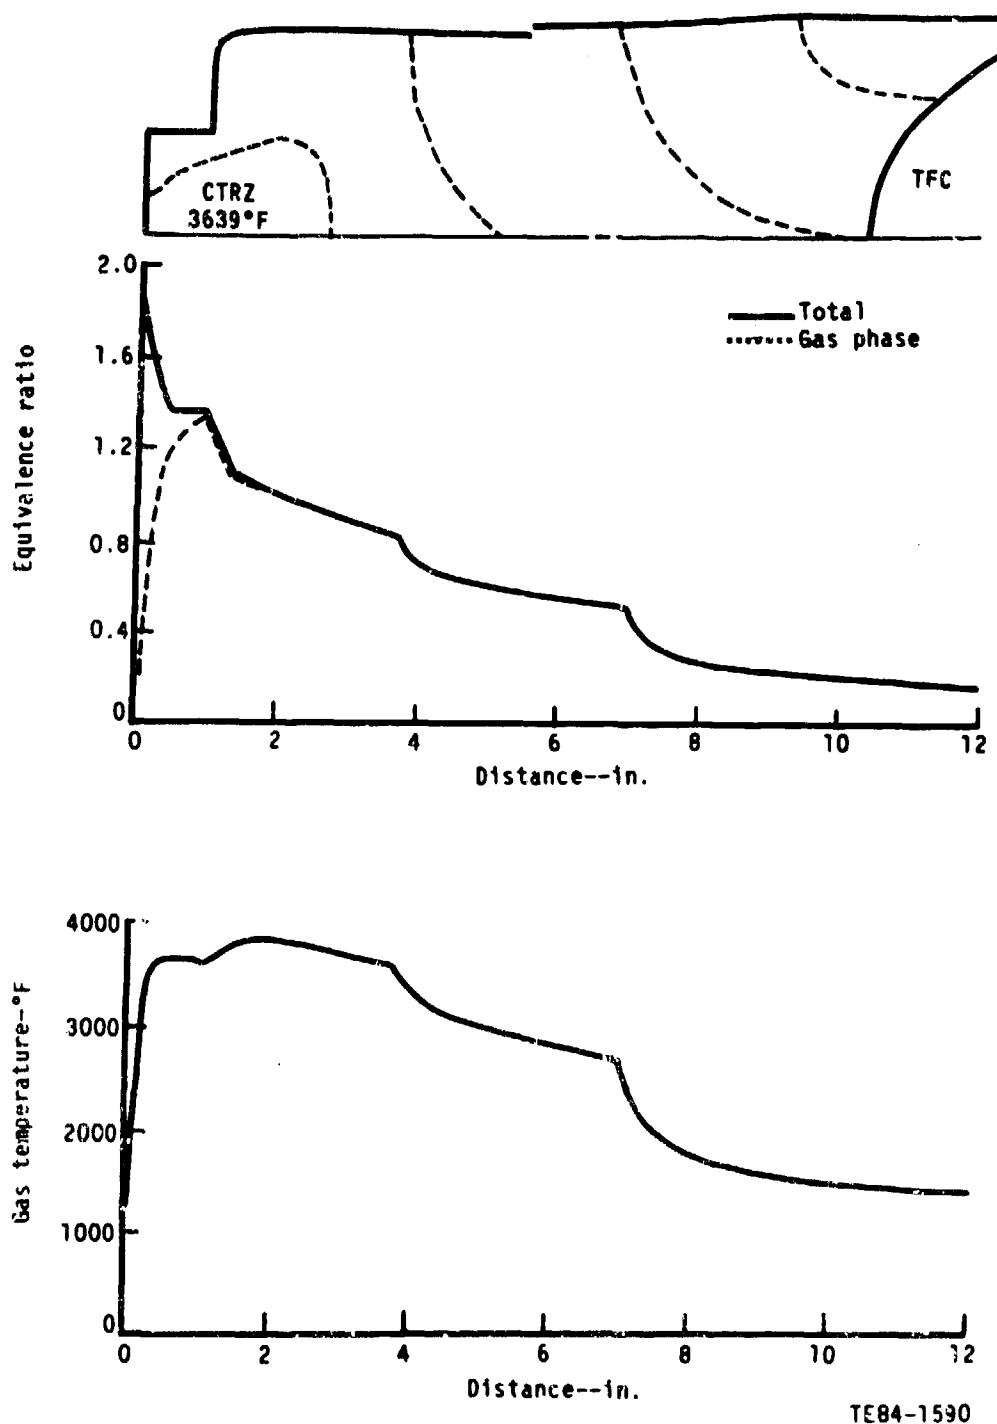 CTRZ
3639°F
TFC
2.0
1.6
1.2
0.8
0.4
0
Equivalence ratio
Total
Gas phase
0 2 4 6 8 10 12
Distance--in.
4000
3000
2000
1000
0
Gas temperature-°F
0 2 4 6 8 10 12
Distance--in.
TE84-1590